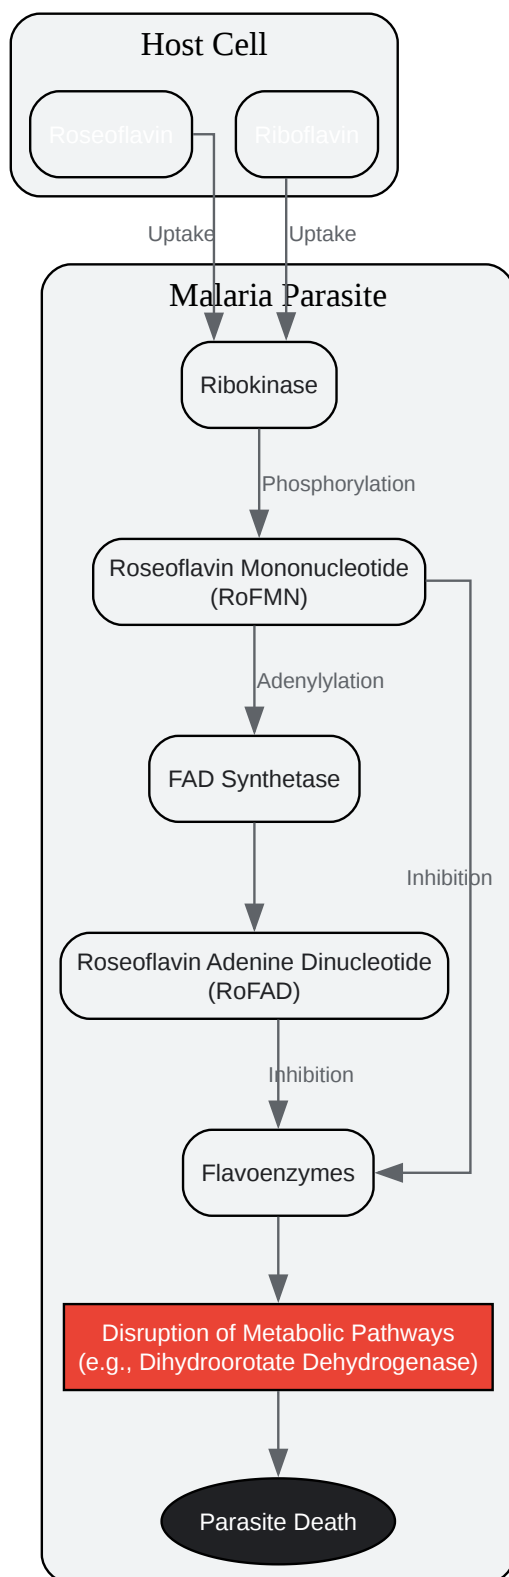 Host Cell
Roseoflavin
Riboflavin
Uptake
Uptake
Malaria Parasite
Ribokinase
Phosphorylation
Roseoflavin Mononucleotide
(RoFMN)
Adenylylation
FAD Synthetase
Inhibition
Roseoflavin Adenine Dinucleotide
(RoFAD)
Inhibition
Flavoenzymes
Disruption of Metabolic Pathways
(e.g., Dihydroorotate Dehydrogenase)
Parasite Death